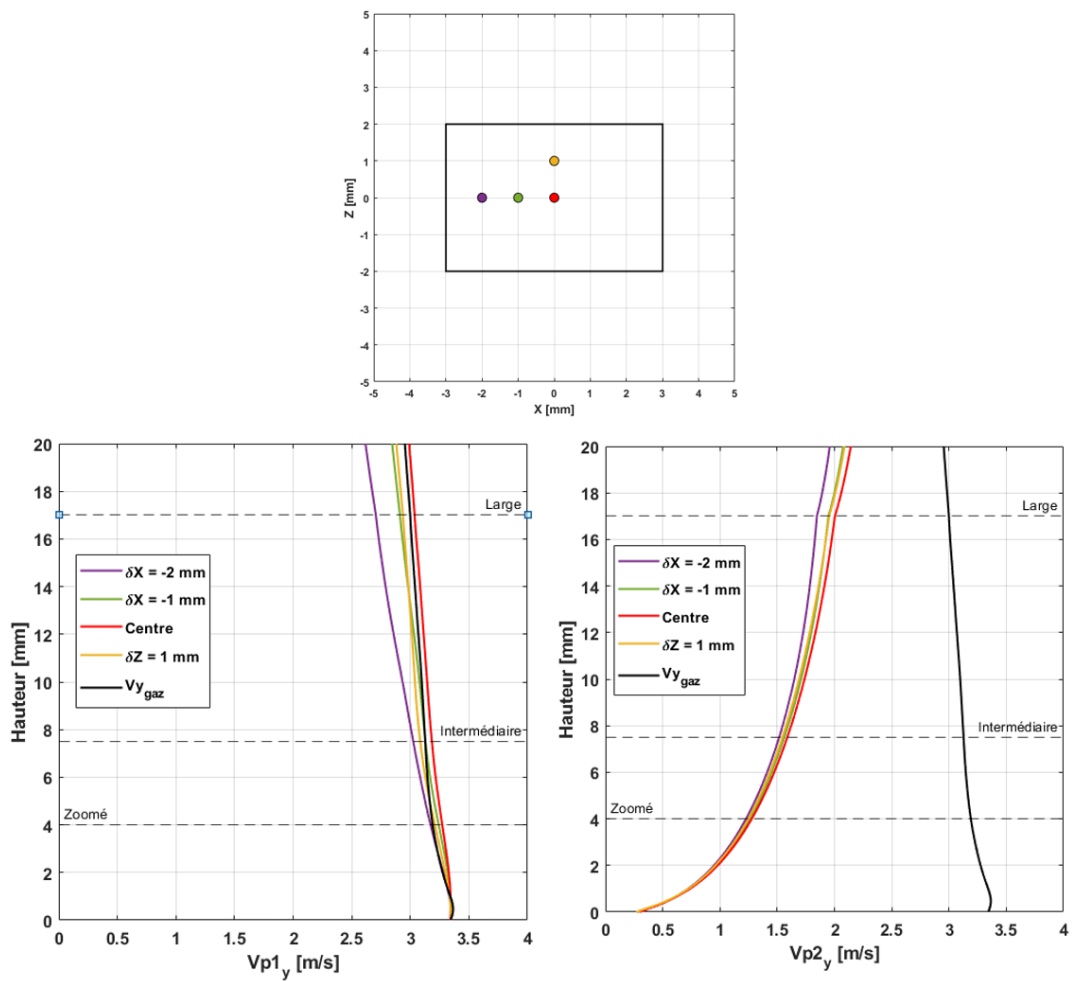 5
4
3
2
1
0
-1
-2
-3
-4
-5
Z [mm]
-5 -4 -3 -2 -1 0 1 2 3 4 5
X [mm]
20
18
16
14
12
10
8
6
4
2
0
Hauteur [mm]
Large
δX = -2 mm
δX = -1 mm
Centre
δZ = 1 mm
Vy_gaz
Intermédiaire
Zoomé
0 0.5 1 1.5 2 2.5 3 3.5 4
Vp1_y [m/s]
20
18
16
14
12
10
8
6
4
2
0
Hauteur [mm]
Large
δX = -2 mm
δX = -1 mm
Centre
δZ = 1 mm
Vy_gaz
Intermédiaire
Zoomé
0 0.5 1 1.5 2 2.5 3 3.5 4
Vp2_y [m/s]